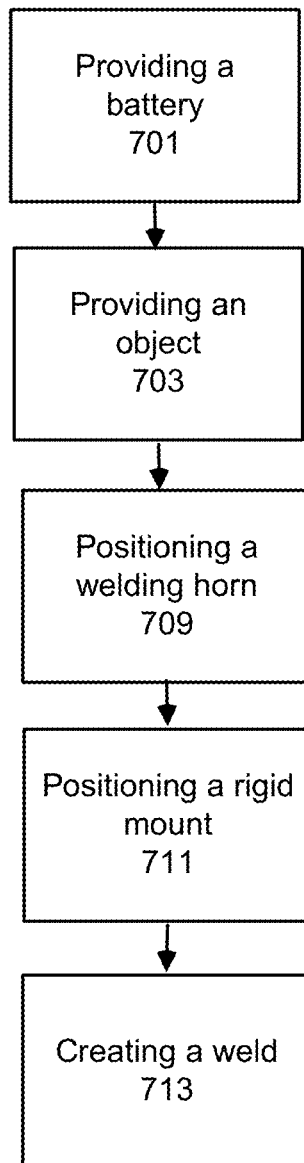 Providing a
battery
701
Providing an
object
703
Positioning a
welding horn
709
Positioning a rigid
mount
711
Creating a weld
713